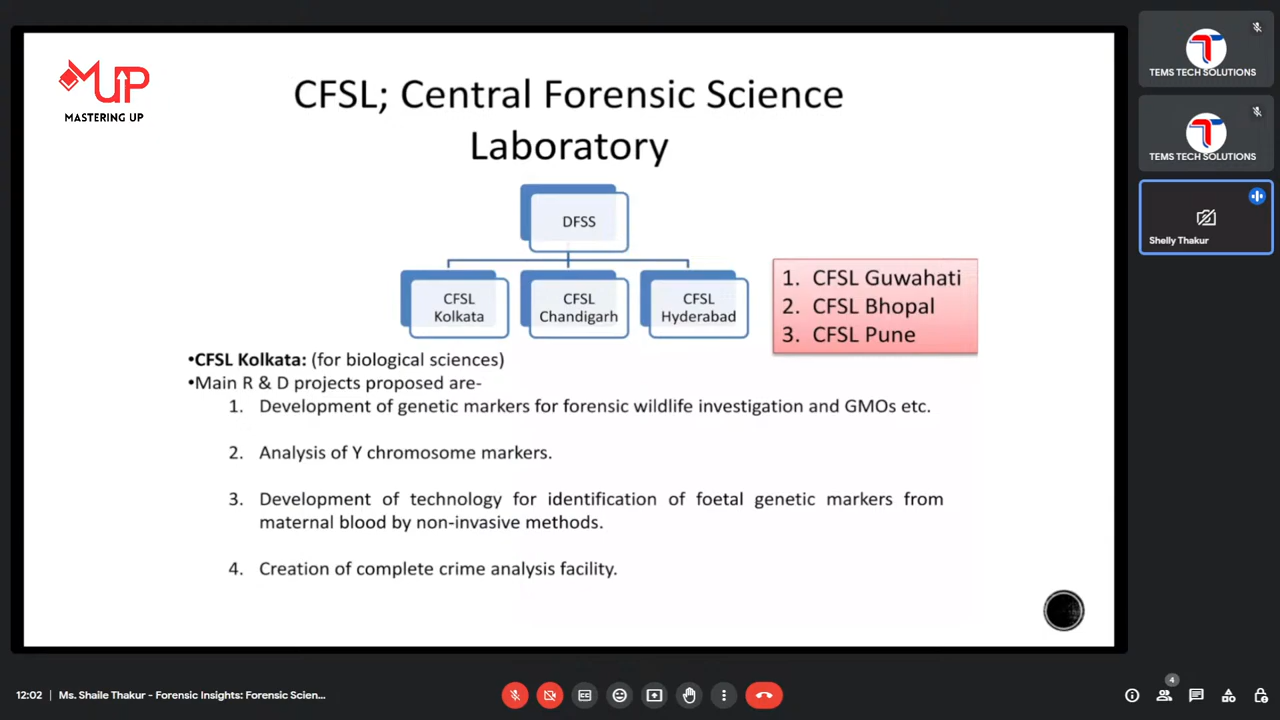 MUP
MASTERING UP
CFSL; Central Forensic Science
Laboratory
DFSS
CFSL
Kolkata
CFSL
Chandigarh
CFSL
Hyderabad
1. CFSL Guwahati
2. CFSL Bhopal
3. CFSL Pune
•CFSL Kolkata: (for biological sciences)
•Main R & D projects proposed are-
1. Development of genetic markers for forensic wildlife investigation and GMOs etc.
2. Analysis of Y chromosome markers.
3. Development of technology for identification of foetal genetic markers from
maternal blood by non-invasive methods.
4. Creation of complete crime analysis facility.
TEMS TECH SOLUTIONS
TEMS TECH SOLUTIONS
Shelly Thakur
12:02 | Ms. Shaile Thakur - Forensic Insights: Forensic Scien...
4